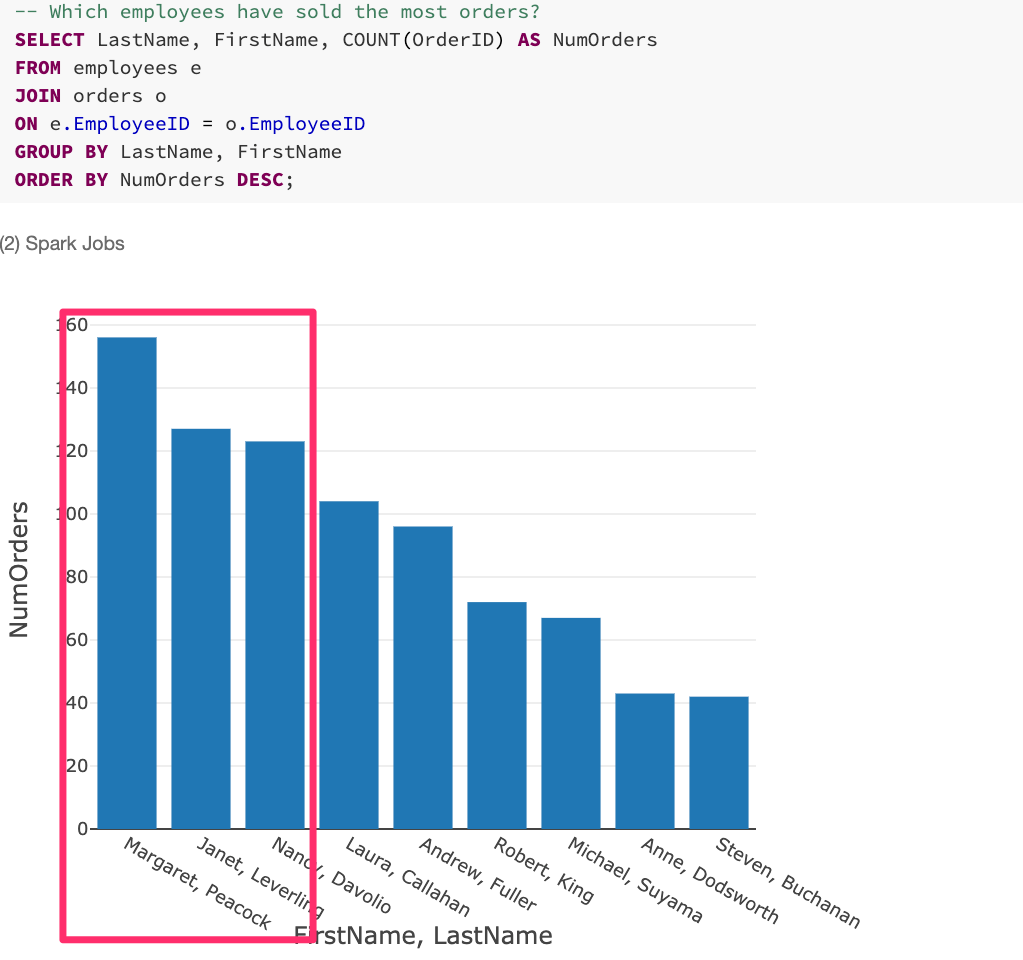 -- Which employees have sold the most orders?
SELECT LastName, FirstName, COUNT(OrderID) AS NumOrders
FROM employees e
JOIN orders o
ON e.EmployeeID = o.EmployeeID
GROUP BY LastName, FirstName
ORDER BY NumOrders DESC;
(2) Spark Jobs
NumOrders
160
140
120
100
80
60
40
20
0
Margaret, Peacock
Janet, Leverling
Nancy, Davolio
Laura, Callahan
Andrew, Fuller
Robert, King
Michael, Suyama
Anne, Dodsworth
Steven, Buchanan
FirstName, LastName